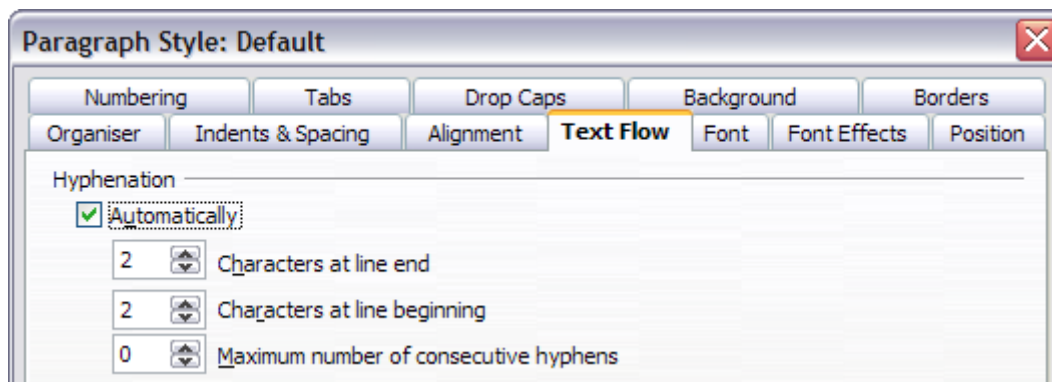 Paragraph Style: Default
Numbering Tabs Drop Caps Background Borders
Organiser Indents & Spacing Alignment Text Flow Font Font Effects Position
Hyphenation
Automatically
2 Characters at line end
2 Characters at line beginning
0 Maximum number of consecutive hyphens